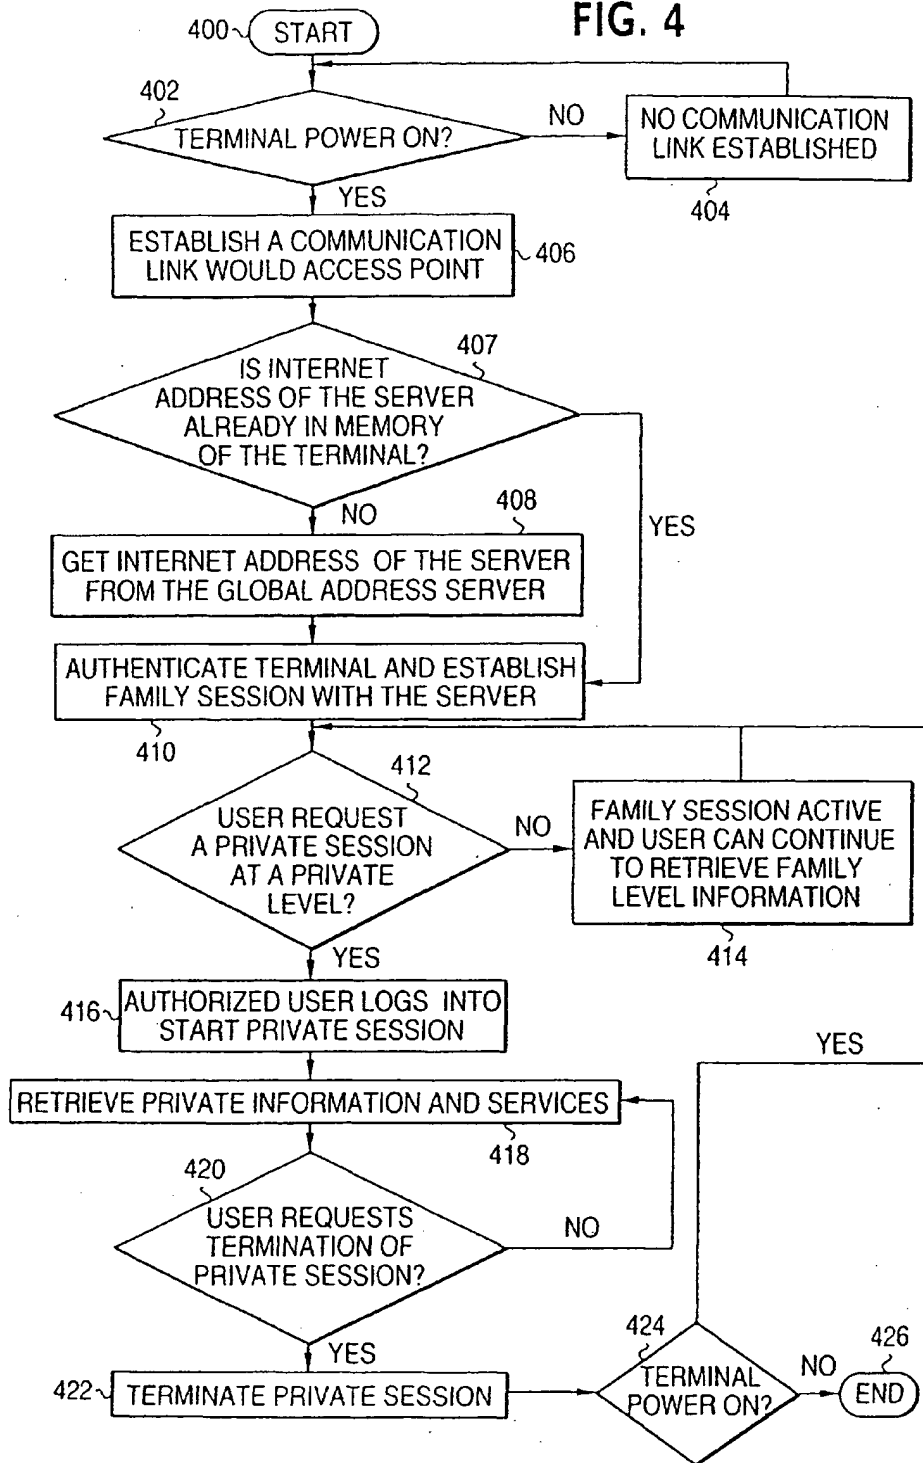 FIG. 4
400
START
402
TERMINAL POWER ON?
NO
NO COMMUNICATION
LINK ESTABLISHED
404
YES
ESTABLISH A COMMUNICATION
LINK WOULD ACCESS POINT
406
407
IS INTERNET
ADDRESS OF THE SERVER
ALREADY IN MEMORY
OF THE TERMINAL?
YES
NO
408
GET INTERNET ADDRESS OF THE SERVER
FROM THE GLOBAL ADDRESS SERVER
AUTHENTICATE TERMINAL AND ESTABLISH
FAMILY SESSION WITH THE SERVER
410
412
USER REQUEST
A PRIVATE SESSION
AT A PRIVATE
LEVEL?
NO
FAMILY SESSION ACTIVE
AND USER CAN CONTINUE
TO RETRIEVE FAMILY
LEVEL INFORMATION
414
YES
416
AUTHORIZED USER LOGS INTO
START PRIVATE SESSION
YES
RETRIEVE PRIVATE INFORMATION AND SERVICES
418
420
USER REQUESTS
TERMINATION OF
PRIVATE SESSION?
NO
YES
422
TERMINATE PRIVATE SESSION
424
TERMINAL
POWER ON?
NO
426
END